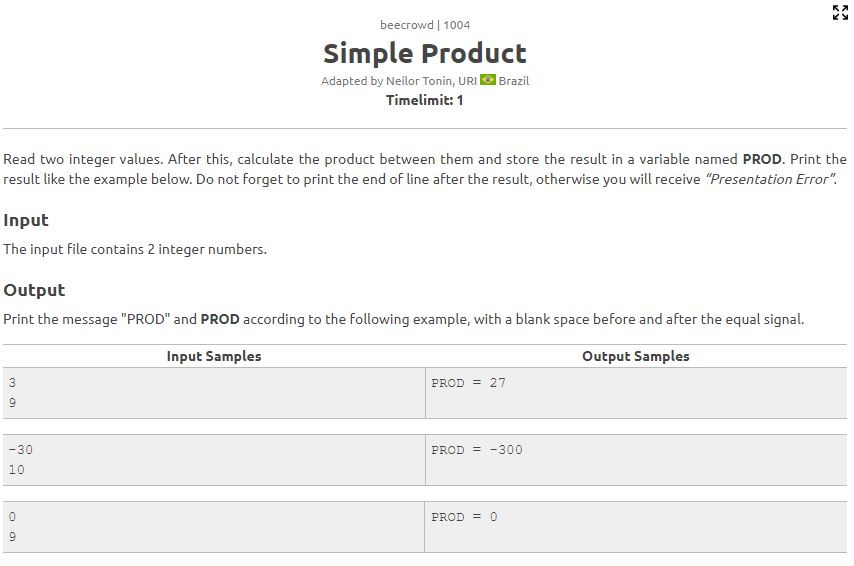 beecrowd | 1004
Simple Product
Adapted by Neilor Tonin, URI Brazil
Timelimit: 1
Read two integer values. After this, calculate the product between them and store the result in a variable named PROD. Print the
result like the example below. Do not forget to print the end of line after the result, otherwise you will receive “Presentation Error”.
Input
The input file contains 2 integer numbers.
Output
Print the message "PROD" and PROD according to the following example, with a blank space before and after the equal signal.
Input Samples Output Samples
3 PROD = 27
9
-30 PROD = -300
10
0 PROD = 0
9